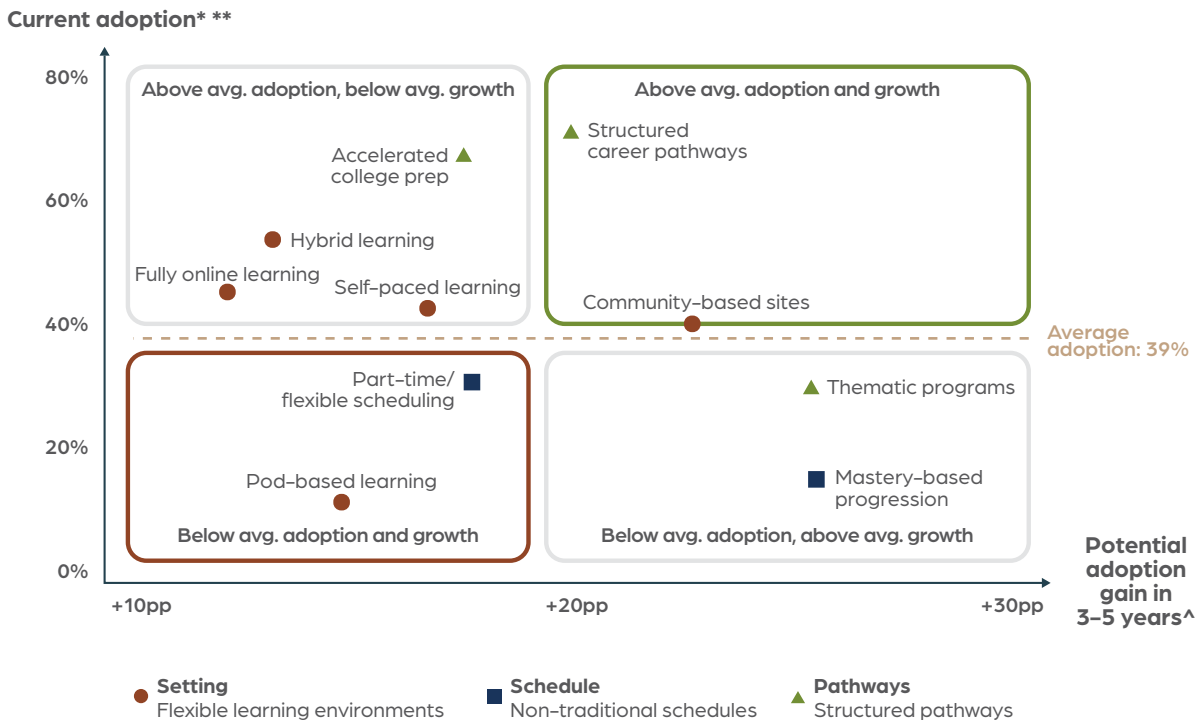 Current adoption* **
80%
60%
40%
20%
0%
Above avg. adoption, below avg. growth
Accelerated
college prep
Hybrid learning
Fully online learning
Self-paced learning
Above avg. adoption and growth
Structured
career pathways
Community-based sites
Average
adoption: 39%
Part-time/
flexible scheduling
Pod-based learning
Below avg. adoption and growth
Thematic programs
Mastery-based
progression
Below avg. adoption, above avg. growth
+10pp
+20pp
+30pp
Potential
adoption
gain in
3–5 years^
Setting
Flexible learning environments
Schedule
Non-traditional schedules
Pathways
Structured pathways